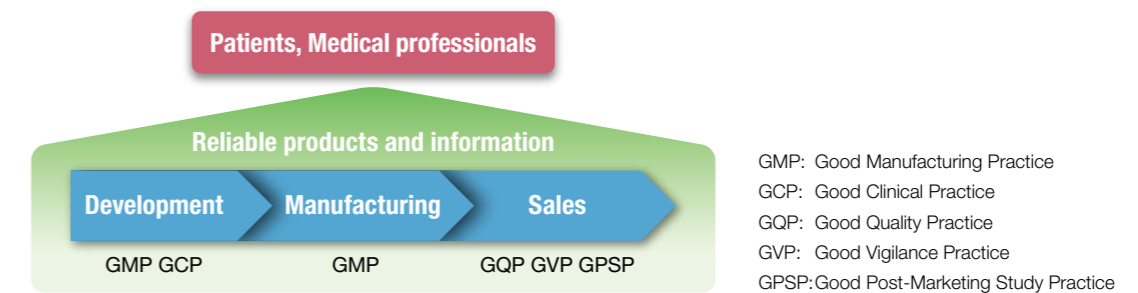 Patients, Medical professionals
Reliable products and information
Development
Manufacturing
Sales
GMP GCP
GMP
GQP GVP GPSP
GMP: Good Manufacturing Practice
GCP: Good Clinical Practice
GQP: Good Quality Practice
GVP: Good Vigilance Practice
GPSP:Good Post-Marketing Study Practice